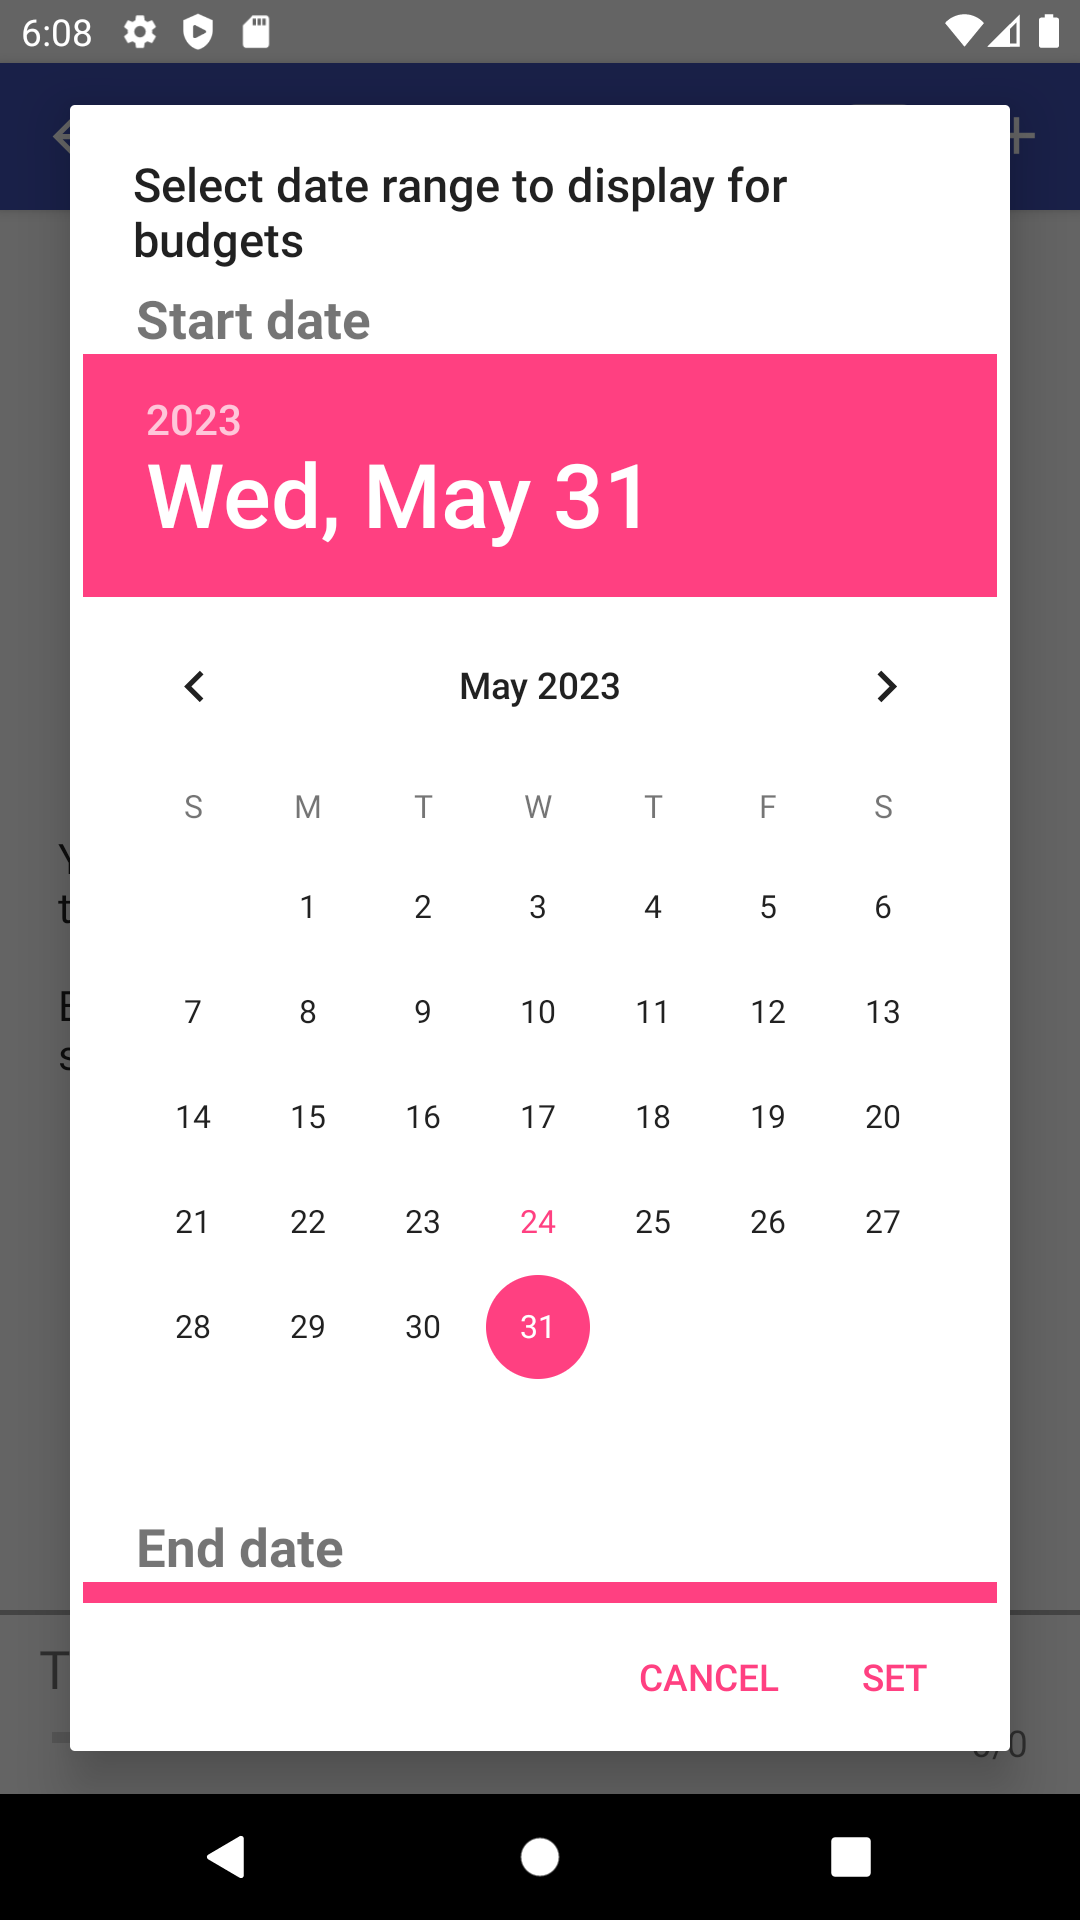 6:08
Select date range to display for
budgets
Start date
2023
Wed, May 31
May 2023
S M T W T F S
1 2 3 4 5 6
7 8 9 10 11 12 13
14 15 16 17 18 19 20
21 22 23 24 25 26 27
28 29 30 31
End date
CANCEL SET